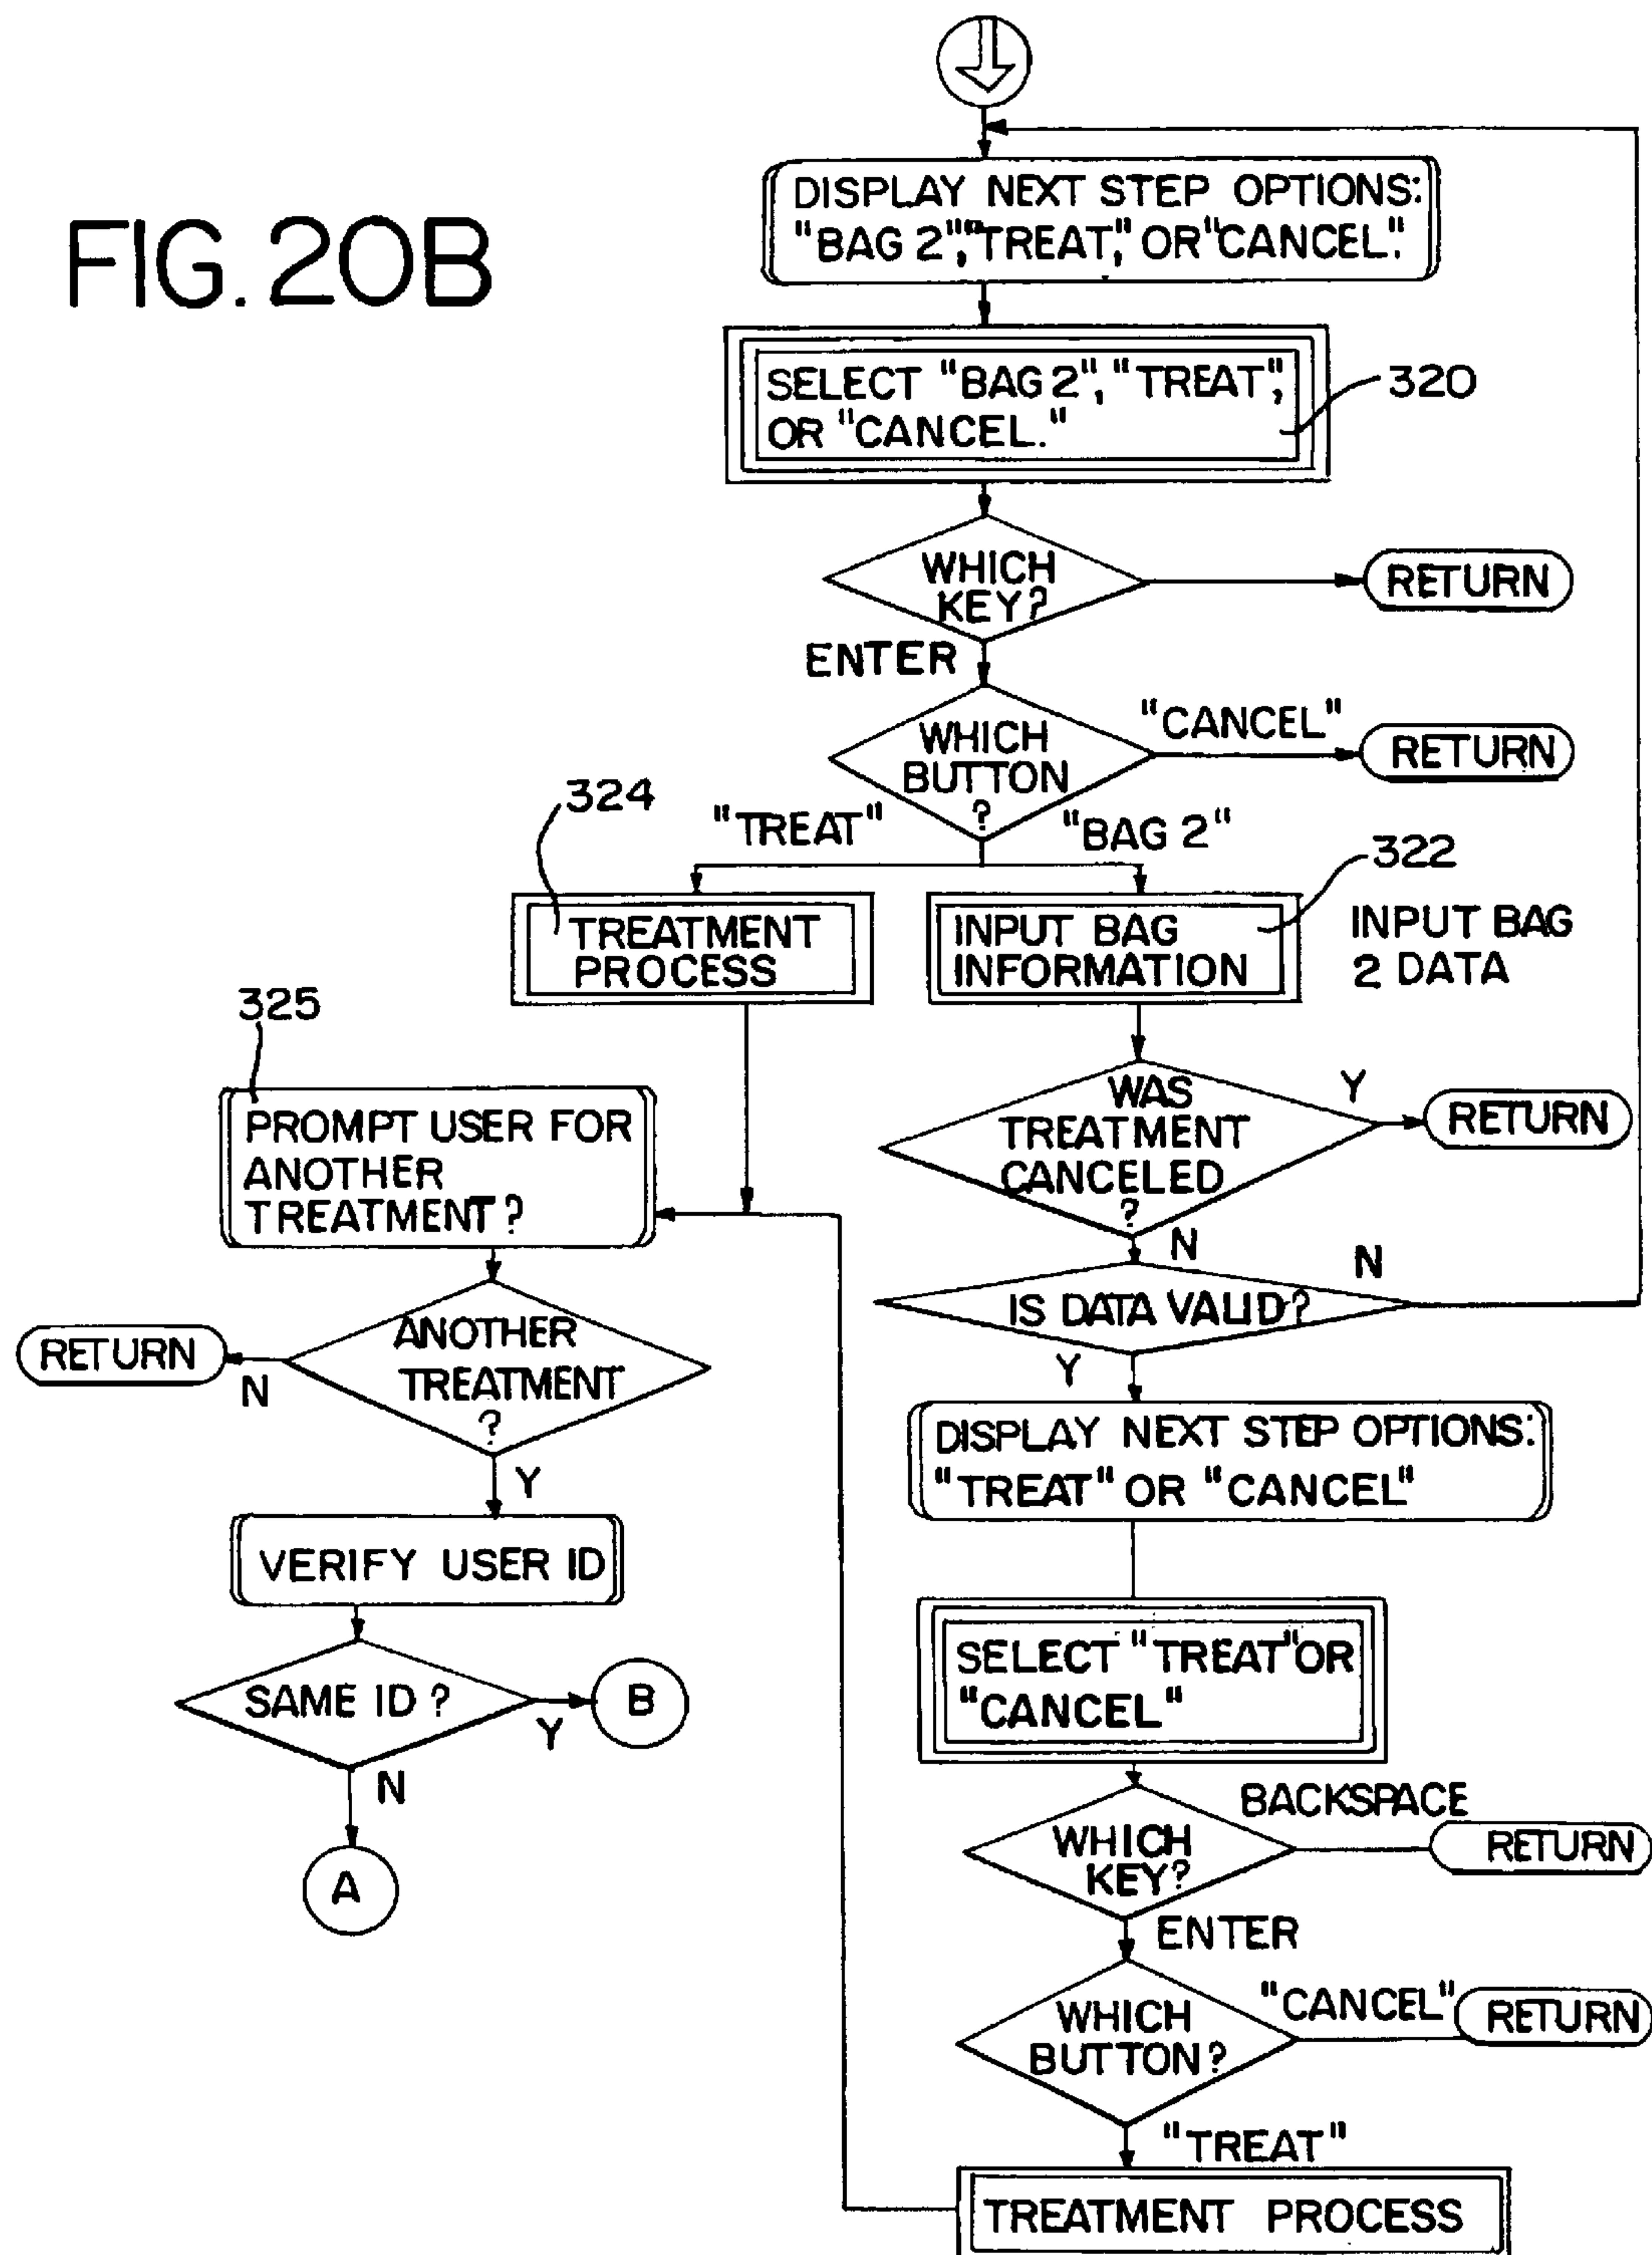 FIG. 20B
DISPLAY NEXT STEP OPTIONS:
"BAG 2","TREAT," OR "CANCEL".
SELECT "BAG 2", "TREAT",
OR "CANCEL."
320
WHICH
KEY?
RETURN
ENTER
WHICH
BUTTON
?
"CANCEL"
RETURN
"TREAT"
"BAG 2"
324
TREATMENT
PROCESS
322
INPUT BAG
INFORMATION
INPUT BAG
2 DATA
325
PROMPT USER FOR
ANOTHER
TREATMENT?
WAS
TREATMENT
CANCELED
?
Y
RETURN
N
IS DATA VALID?
N
Y
ANOTHER
TREATMENT
?
RETURN
N
Y
DISPLAY NEXT STEP OPTIONS:
"TREAT" OR "CANCEL"
VERIFY USER ID
SAME ID?
Y
B
N
A
SELECT "TREAT" OR
"CANCEL"
WHICH
KEY?
BACKSPACE
RETURN
ENTER
WHICH
BUTTON?
"CANCEL"
RETURN
"TREAT"
TREATMENT PROCESS